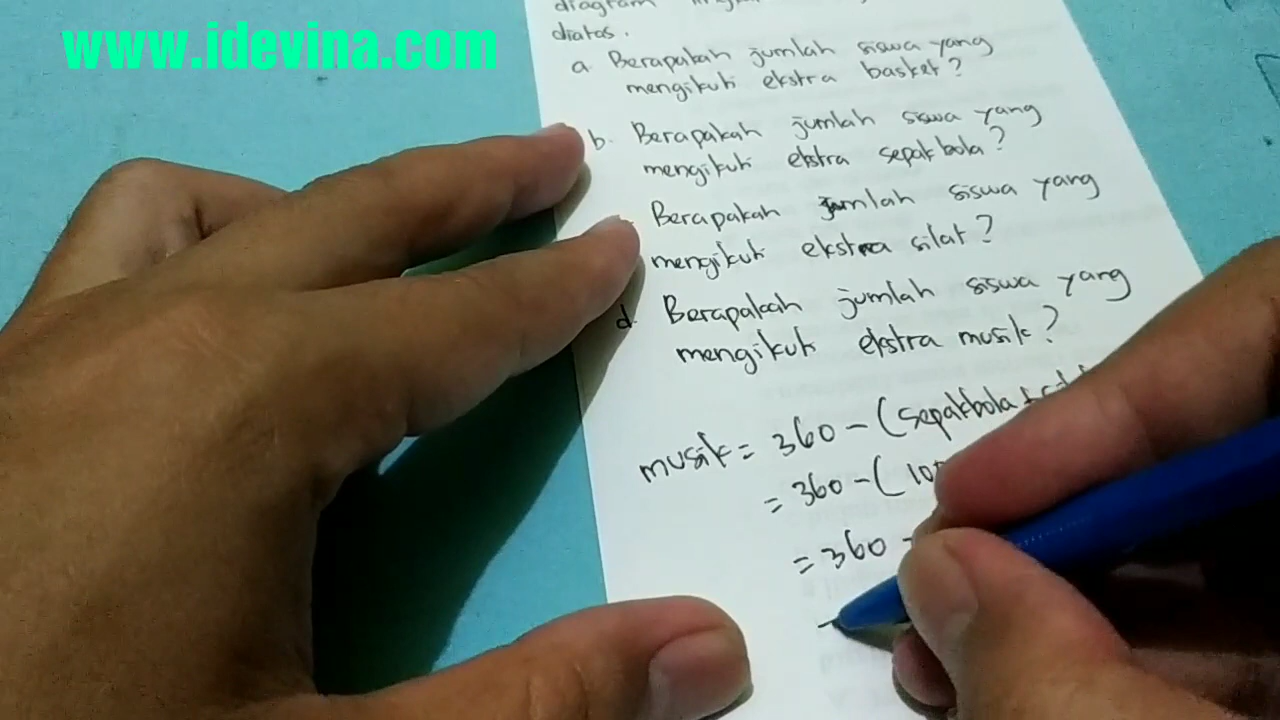 www.idevina.com
diagram
diatas.
a. Berapakah jumlah siswa yang
mengikuti ekstra basket?
b. Berapakah jumlah siswa yang
mengikuti ekstra sepakbola?
Berapakah jumlah siswa yang
mengikuti ekstra silat?
d. Berapakah jumlah siswa yang
mengikuti ekstra musik?
musik = 360 - (sepakbola +
= 360 - (
= 360 -